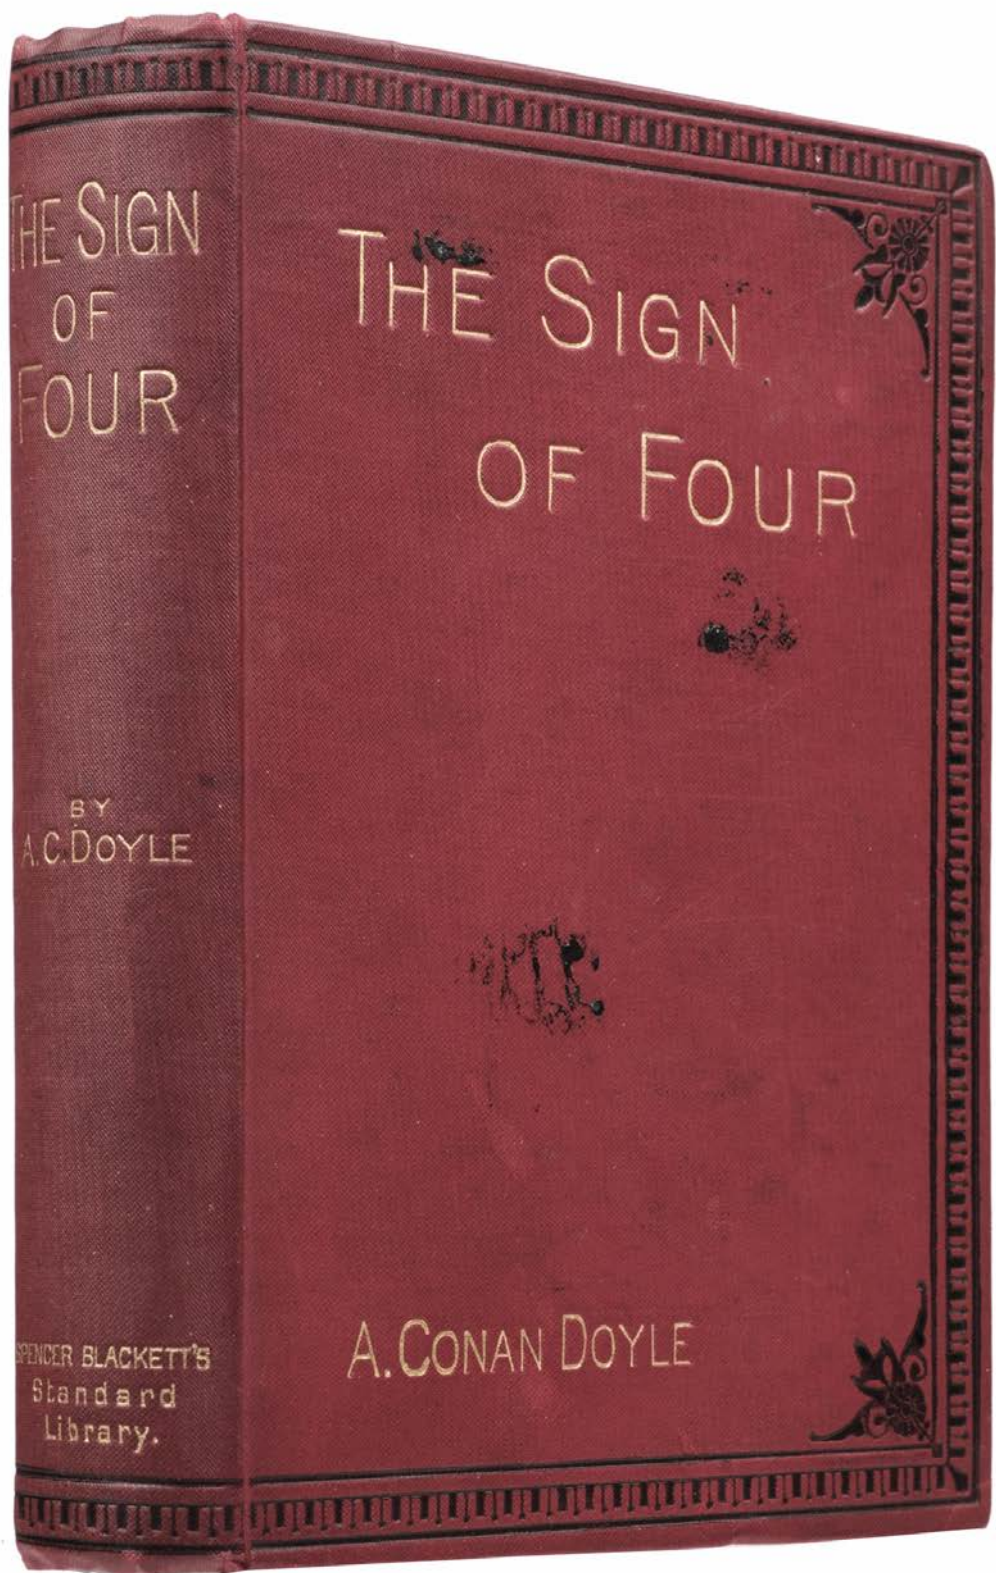 THE SIGN
OF
FOUR
BY
A.C.DOYLE
SPENCER BLACKETT'S
Standard
Library.
THE SIGN
OF FOUR
A. CONAN DOYLE